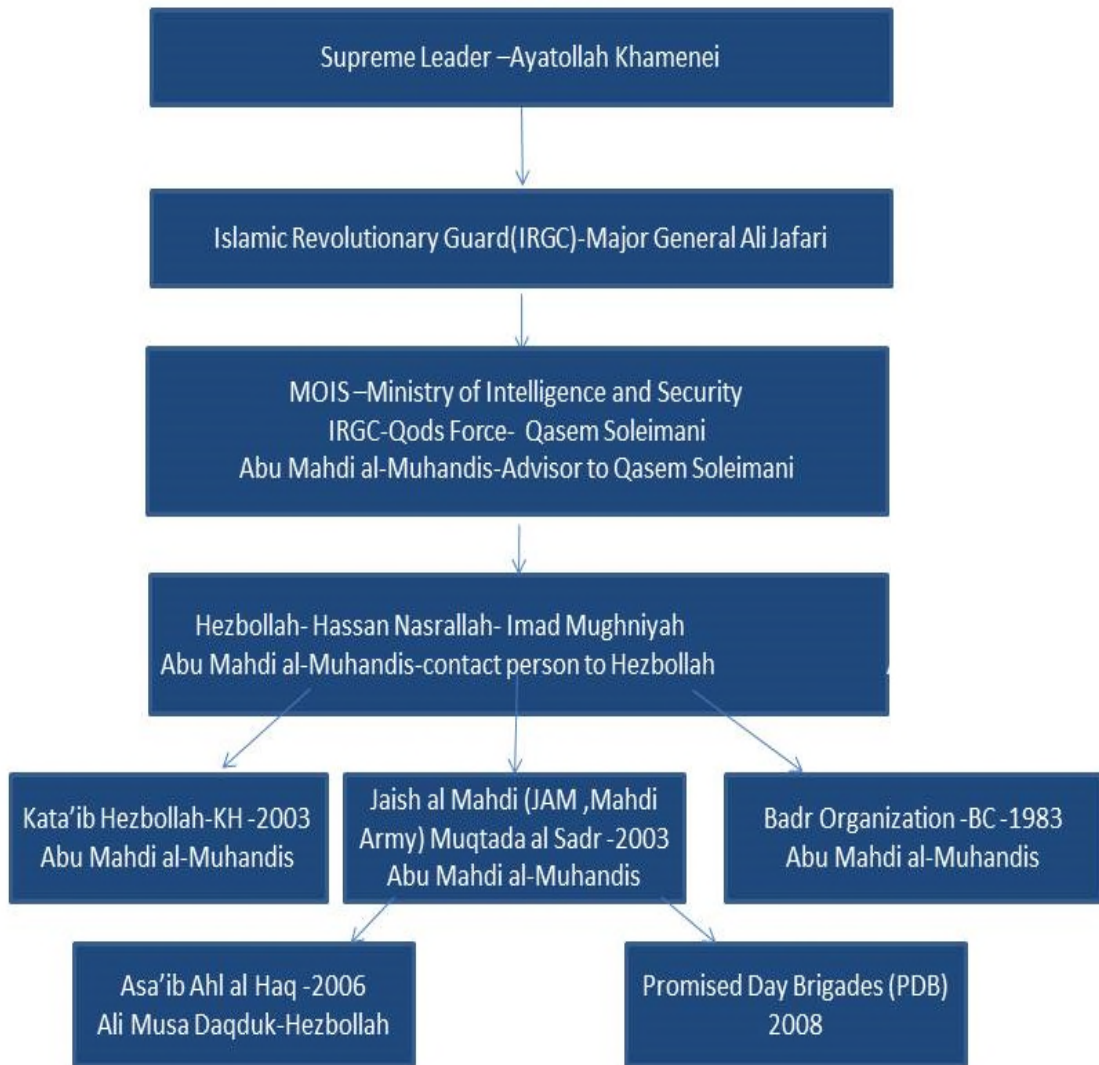 Supreme Leader –Ayatollah Khamenei
Islamic Revolutionary Guard(IRGC)-Major General Ali Jafari
MOIS –Ministry of Intelligence and Security
IRGC-Qods Force- Qasem Soleimani
Abu Mahdi al-Muhandis-Advisor to Qasem Soleimani
Hezbollah- Hassan Nasrallah- Imad Mughniyah
Abu Mahdi al-Muhandis-contact person to Hezbollah
Kata’ib Hezbollah-KH -2003
Abu Mahdi al-Muhandis
Jaish al Mahdi (JAM ,Mahdi
Army) Muqtada al Sadr -2003
Abu Mahdi al-Muhandis
Badr Organization -BC -1983
Abu Mahdi al-Muhandis
Asa’ib Ahl al Haq -2006
Ali Musa Daqduk-Hezbollah
Promised Day Brigades (PDB)
2008